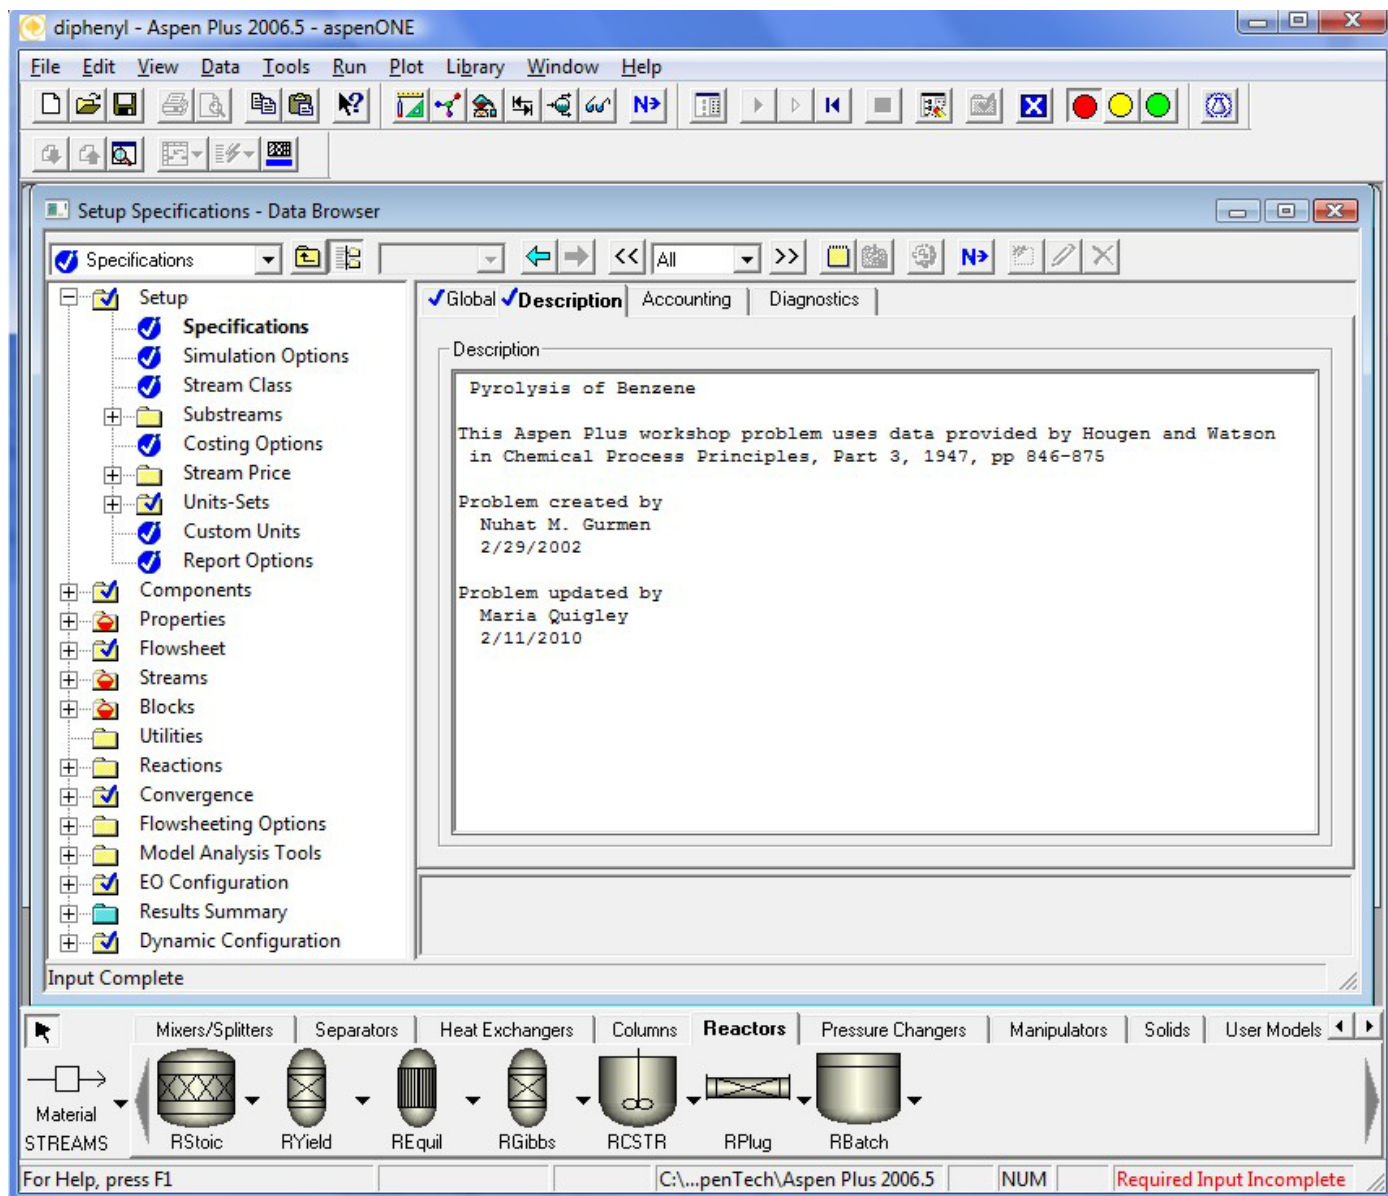 diphenyl - Aspen Plus 2006.5 - aspenONE
File Edit View Data Tools Run Plot Library Window Help
N
Setup Specifications - Data Browser
Specifications << All >> N
Setup
Specifications
Simulation Options
Stream Class
Substreams
Costing Options
Stream Price
Units-Sets
Custom Units
Report Options
Components
Properties
Flowsheet
Streams
Blocks
Utilities
Reactions
Convergence
Flowsheeting Options
Model Analysis Tools
EO Configuration
Results Summary
Dynamic Configuration
Global Description Accounting Diagnostics
Description
Pyrolysis of Benzene
This Aspen Plus workshop problem uses data provided by Hougen and Watson
in Chemical Process Principles, Part 3, 1947, pp 846-875
Problem created by
Nuhat M. Gurmen
2/29/2002
Problem updated by
Maria Quigley
2/11/2010
Input Complete
Mixers/Splitters Separators Heat Exchangers Columns Reactors Pressure Changers Manipulators Solids User Models
Material
STREAMS RStoic RYield REquil RGibbs RCSTR RPlug RBatch
For Help, press F1 C:\...penTech\Aspen Plus 2006.5 NUM Required Input Incomplete